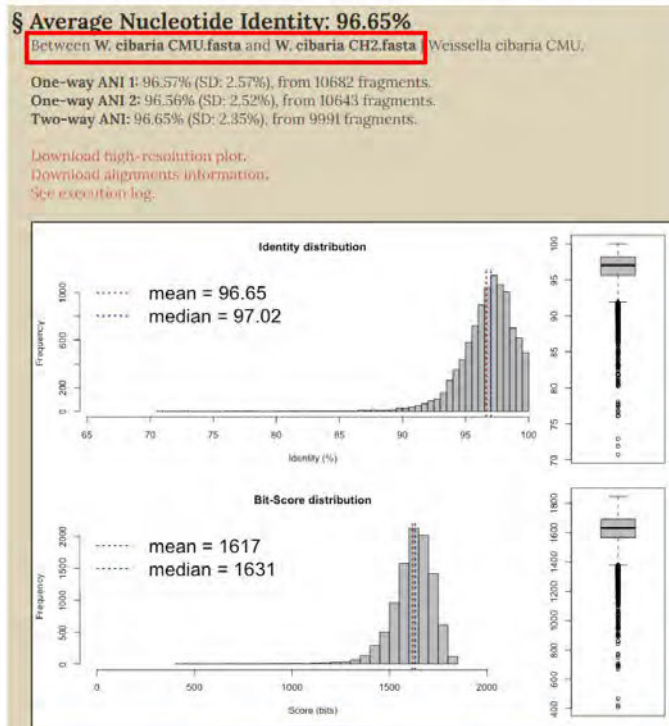 § Average Nucleotide Identity: 96.65%
Between W. cibaria CMU.fasta and W. cibaria CH2.fasta | Weissella cibaria CMU.
One-way ANI 1: 96.57% (SD: 2.57%), from 10682 fragments.
One-way ANI 2: 96.56% (SD: 2.52%), from 10643 fragments.
Two-way ANI: 96.65% (SD: 2.35%), from 9991 fragments.
Download high-resolution plot.
Download alignments information.
See execution log.
Identity distribution
mean = 96.65
median = 97.02
Frequency
0 200 600 1000
65 70 75 80 85 90 95 100
Identity (%)
70 75 80 85 90 95 100
Bit-Score distribution
mean = 1617
median = 1631
Frequency
0 500 1000 1500 2000
0 500 1000 1500 2000
Score (bits)
400 600 800 1000 1200 1400 1600 1800